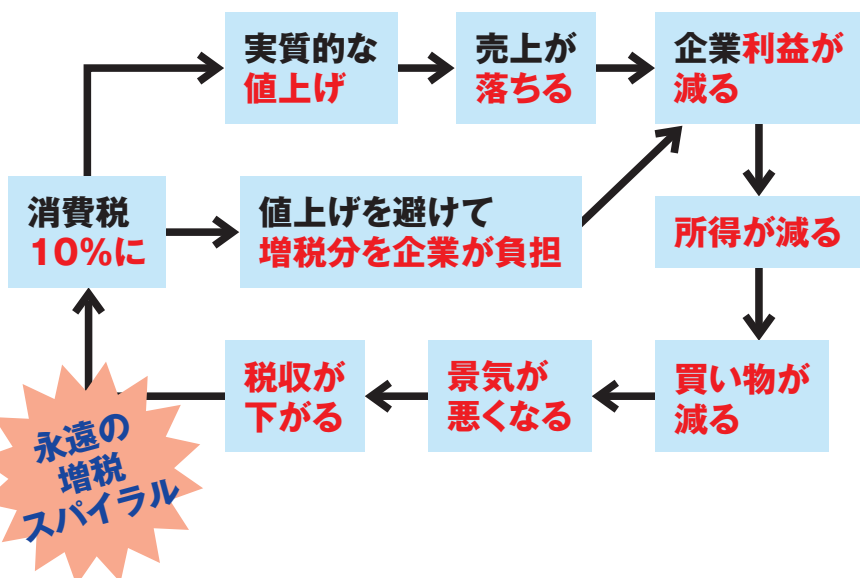 実質的な
値上げ
売上が
落ちる
企業利益が
減る
消費税
10%に
値上げを避けて
増税分を企業が負担
所得が減る
税収が
下がる
景気が
悪くなる
買い物が
減る
永遠の
増税
スパイラル